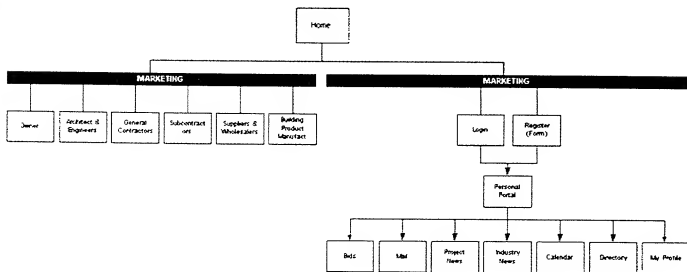 Home
MARKETING
MARKETING
Owner
Architect &
Engineers
General
Contractors
Subcontract
ors
Suppliers &
Wholesalers
Building
Product
Manufact
Login
Register
(Form)
Personal
Portal
Bids
Mail
Project
News
Industry
News
Calendar
Directory
My Profile